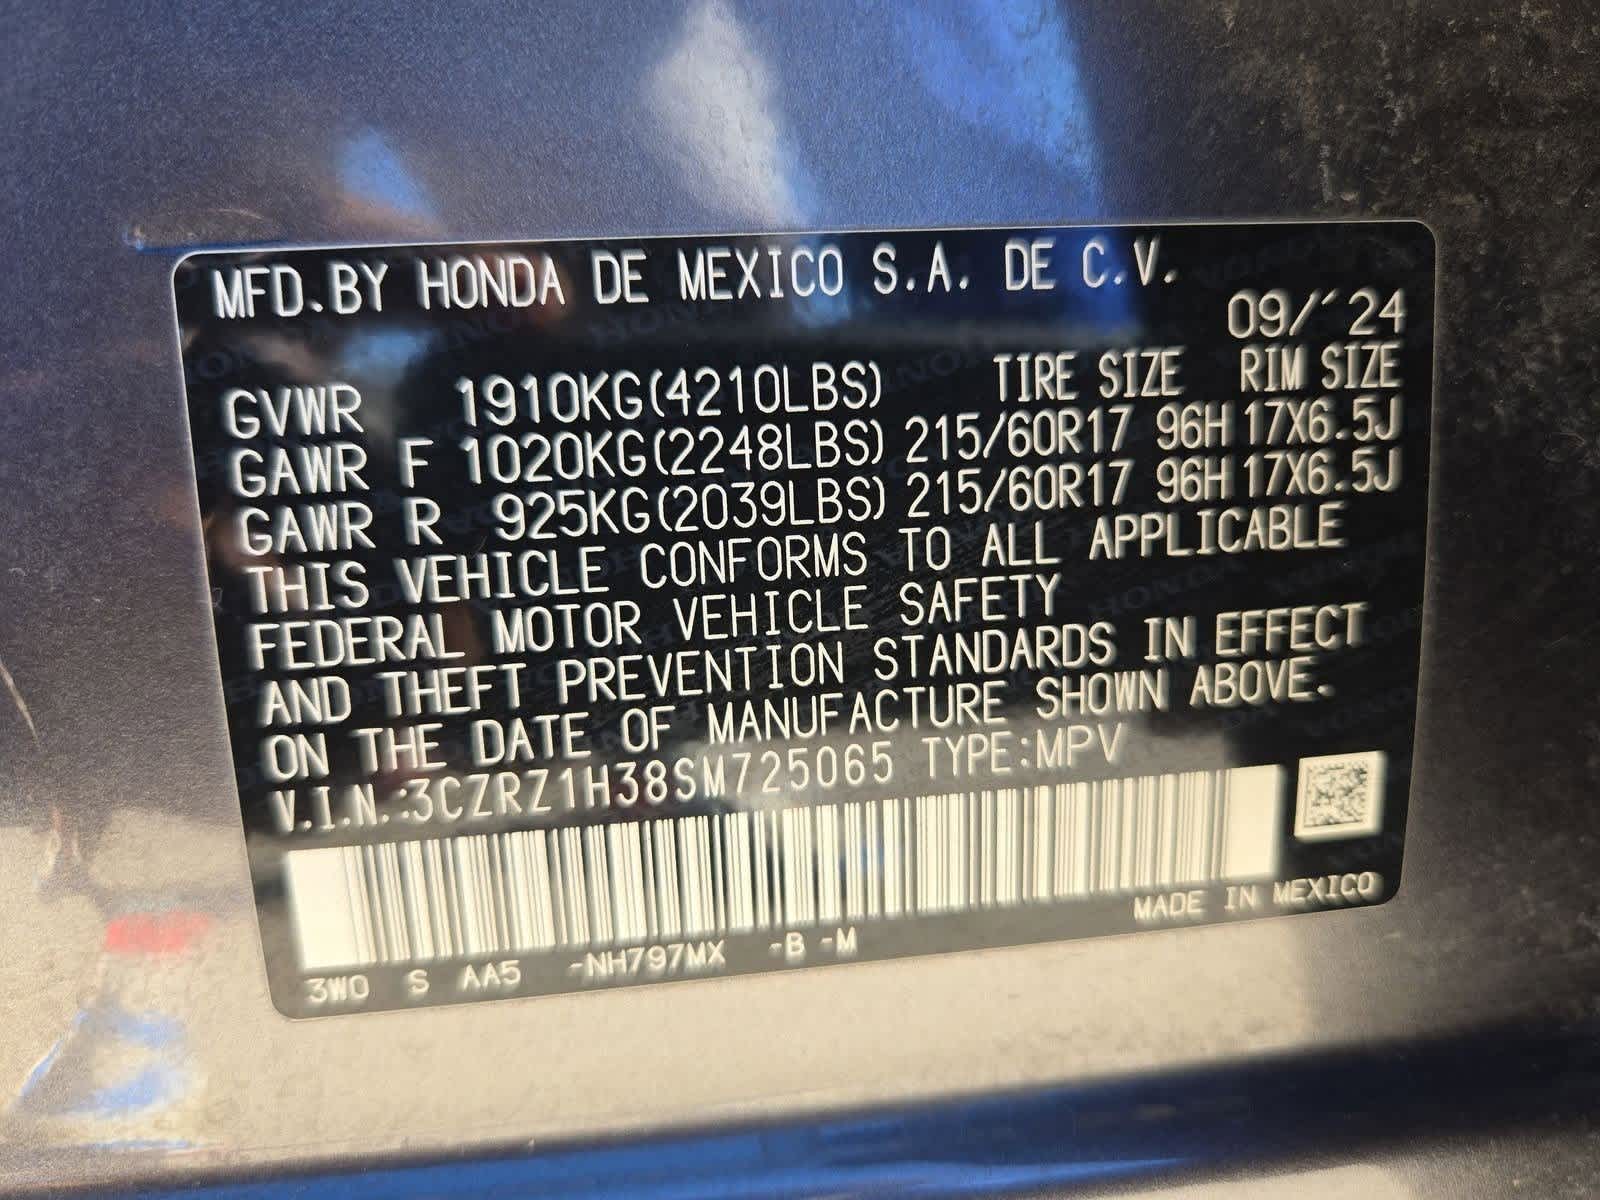 MFD.BY HONDA DE MEXICO S.A. DE C.V.
09/´24
GVWR 1910KG(4210LBS) TIRE SIZE RIM SIZE
GAWR F 1020KG(2248LBS) 215/60R17 96H 17X6.5J
GAWR R 925KG(2039LBS) 215/60R17 96H 17X6.5J
THIS VEHICLE CONFORMS TO ALL APPLICABLE
FEDERAL MOTOR VEHICLE SAFETY
AND THEFT PREVENTION STANDARDS IN EFFECT
ON THE DATE OF MANUFACTURE SHOWN ABOVE.
V.I.N.:3CZRZ1H38SM725065 TYPE:MPV
MADE IN MEXICO
3W0 S AA5 -NH797MX -B -M